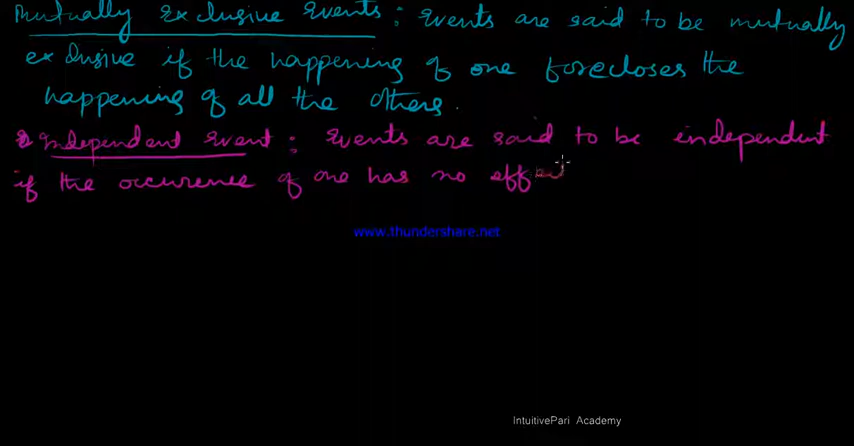 Mutually Exclusive Events : Events are said to be mutually
exclusive if the happening of one forecloses the
happening of all the others.
Independent Event : Events are said to be independent
if the occurence of one has no effect
www.thundershare.net
IntuitivePari Academy